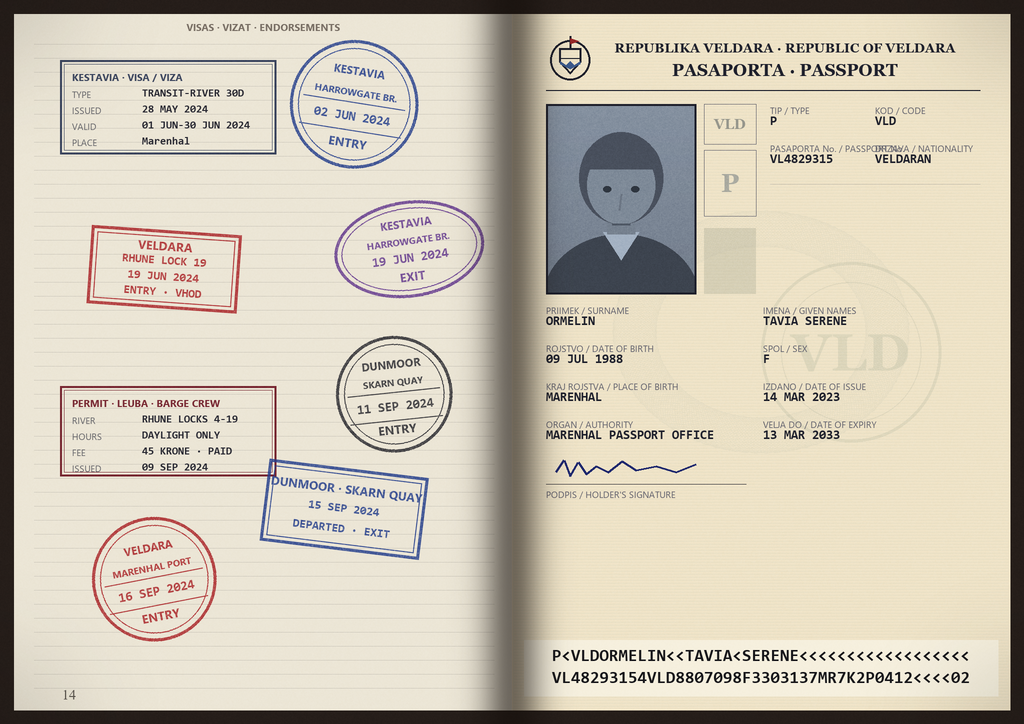 VISAS · VIZAT · ENDORSEMENTS
KESTAVIA · VISA / VIZA
TYPE TRANSIT-RIVER 30D
ISSUED 28 MAY 2024
VALID 01 JUN-30 JUN 2024
PLACE Marenhal
KESTAVIA
HARROWGATE BR.
02 JUN 2024
ENTRY
VELDARA
RHUNE LOCK 19
19 JUN 2024
ENTRY · VHOD
KESTAVIA
HARROWGATE BR.
19 JUN 2024
EXIT
DUNMOOR
SKARN QUAY
11 SEP 2024
ENTRY
PERMIT · LEUBA · BARGE CREW
RIVER RHUNE LOCKS 4-19
HOURS DAYLIGHT ONLY
FEE 45 KRONE · PAID
ISSUED 09 SEP 2024
DUNMOOR · SKARN QUAY
15 SEP 2024
DEPARTED · EXIT
VELDARA
MARENHAL PORT
16 SEP 2024
ENTRY
14
REPUBLIKA VELDARA · REPUBLIC OF VELDARA
PASAPORTA · PASSPORT
VLD
P
TIP / TYPE KOD / CODE
P VLD
PASAPORTA No. / PASSPORT / NATIONALITY
VL4829315 VELDARAN
VLD
PRIIMEK / SURNAME IMENA / GIVEN NAMES
ORMELIN TAVIA SERENE
ROJSTVO / DATE OF BIRTH SPOL / SEX
09 JUL 1988 F
KRAJ ROJSTVA / PLACE OF BIRTH IZDANO / DATE OF ISSUE
MARENHAL 14 MAR 2023
ORGAN / AUTHORITY VELJA DO / DATE OF EXPIRY
MARENHAL PASSPORT OFFICE 13 MAR 2033
PODPIS / HOLDER'S SIGNATURE
P<VLDORMELIN<<TAVIA<SERENE<<<<<<<<<<<<<<<<<<
VL48293154VLD8807098F3303137MR7K2P0412<<<<02